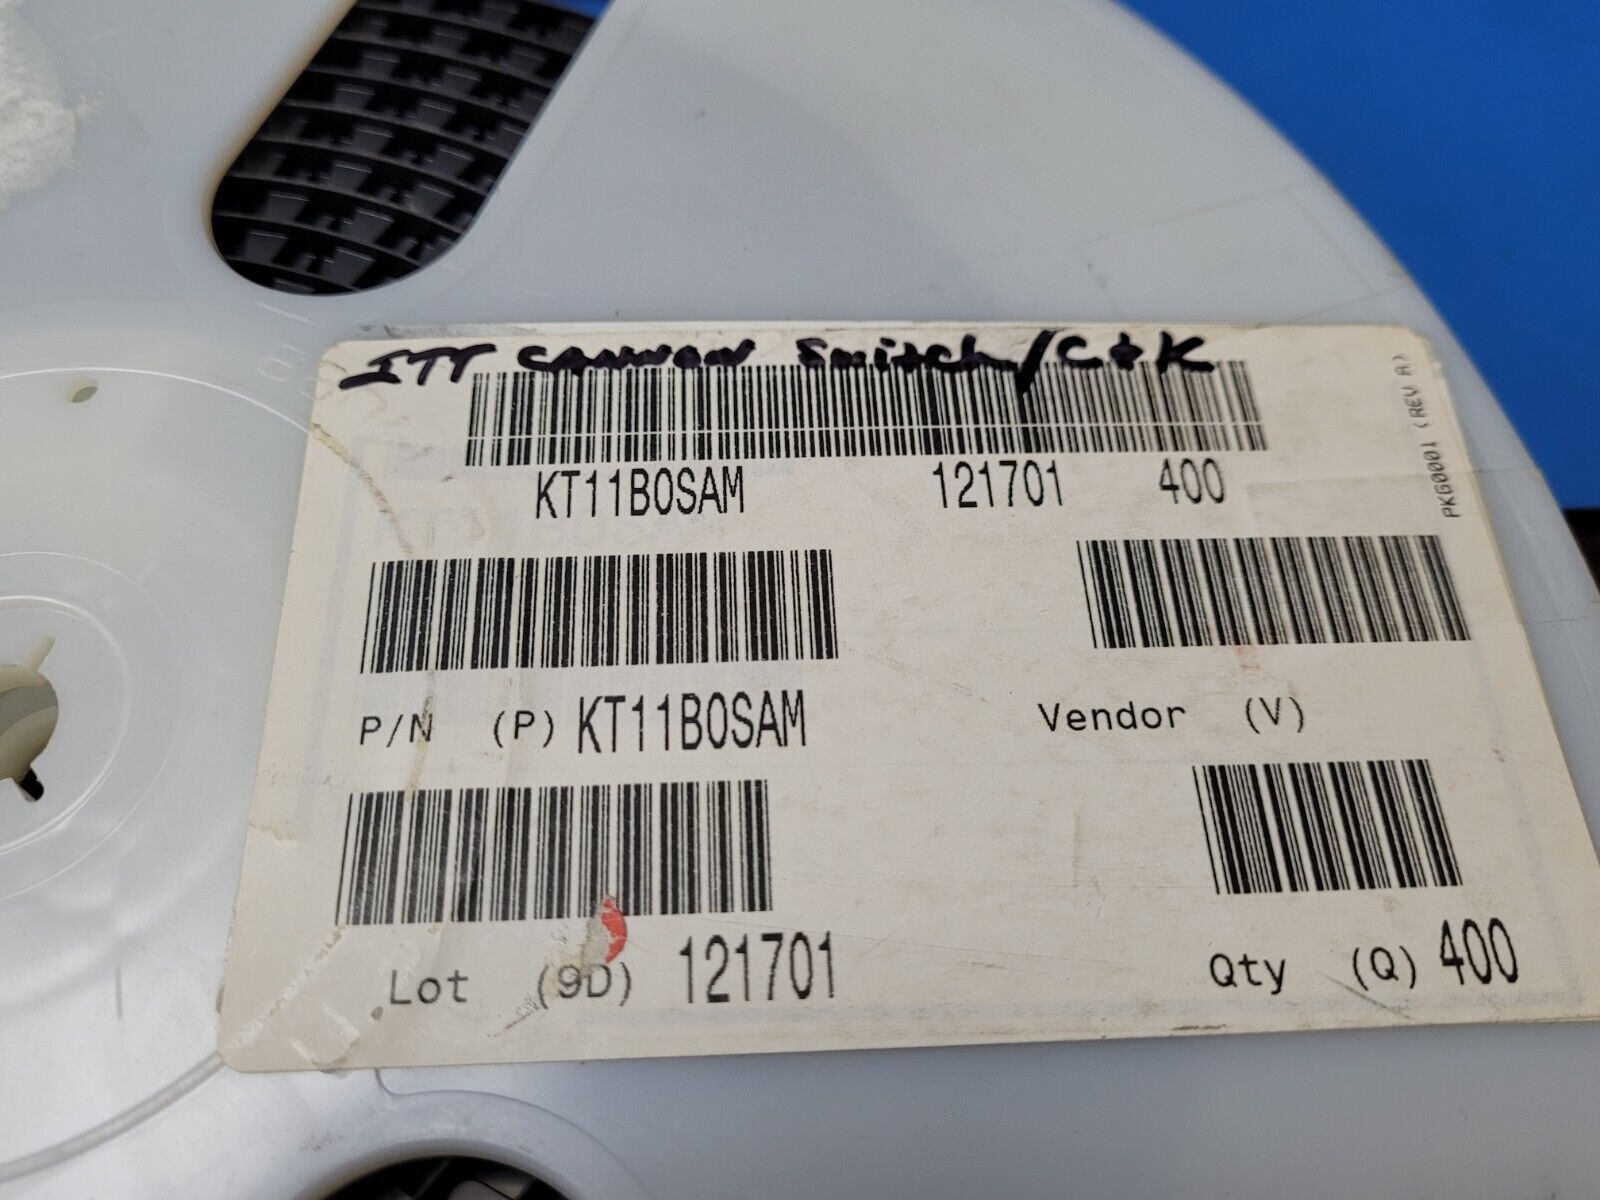 ITT Cannon Switch/C&K
KT11B0SAM 121701 400
PKG0001 (REV A)
P/N (P) KT11B0SAM
Vendor (V)
Lot (9D) 121701
Qty (Q) 400